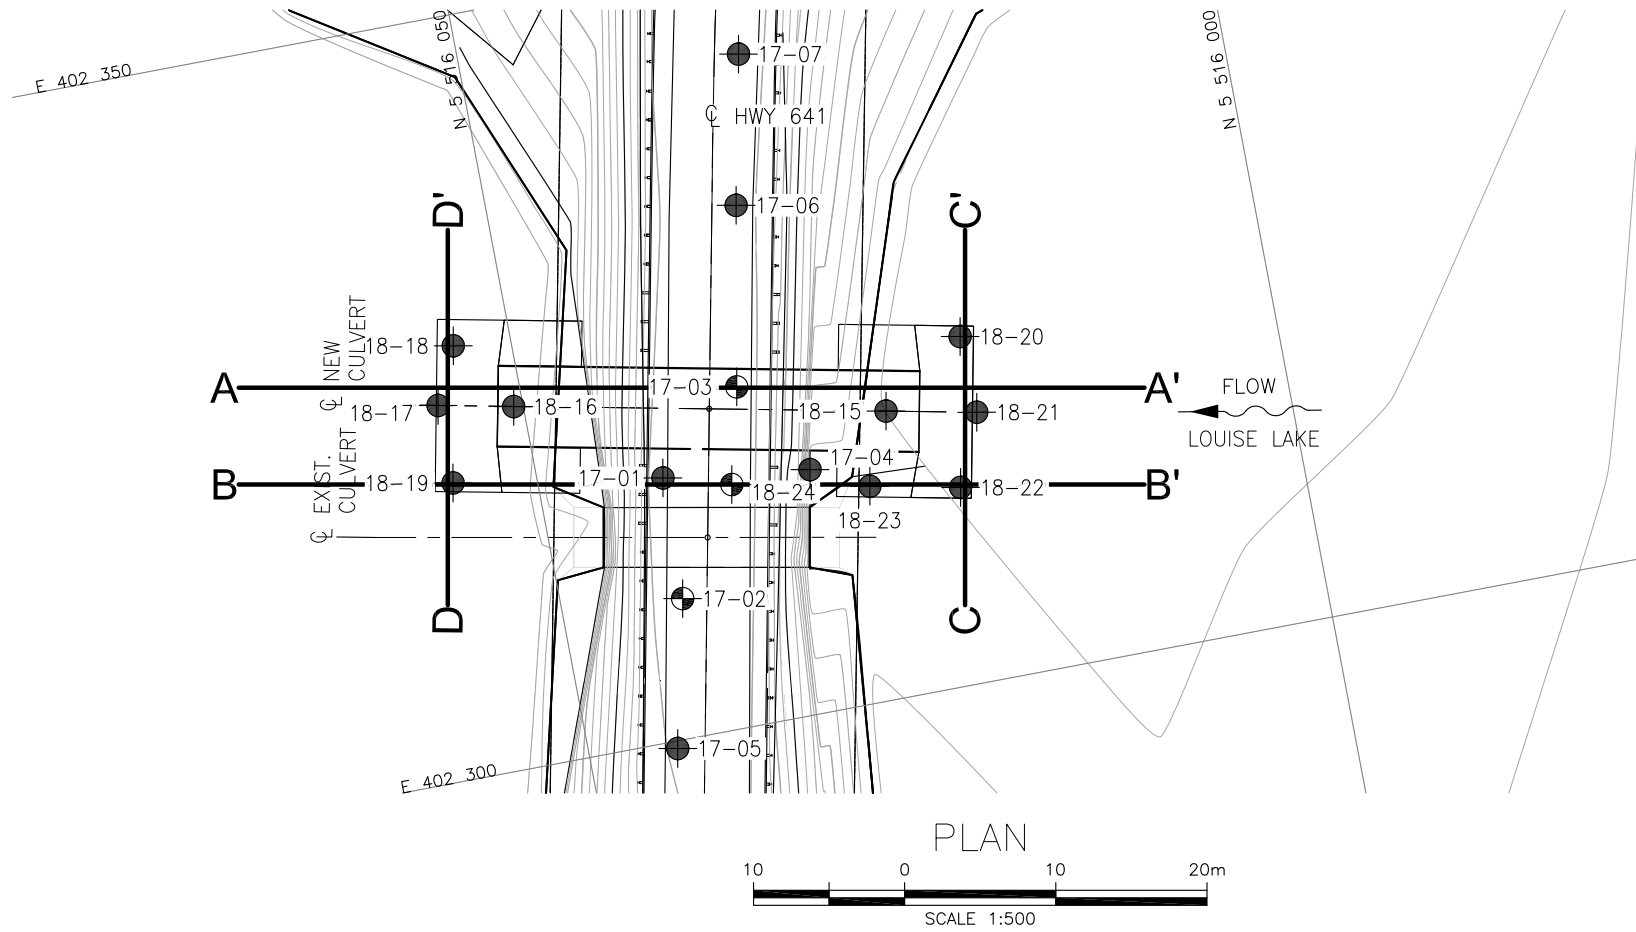 N 5 516 050
N 5 516 000
17-07
E 402 350
℄ HWY 641
D'
C'
17-06
℄ NEW CULVERT
18-18
18-20
A
17-03
A'
FLOW
18-17
18-16
18-15
18-21
LOUISE LAKE
℄ EXIST. CULVERT
17-04
B
18-19
17-01
18-24
18-22
B'
18-23
17-02
D
C
17-05
E 402 300
PLAN
10 0 10 20m
SCALE 1:500